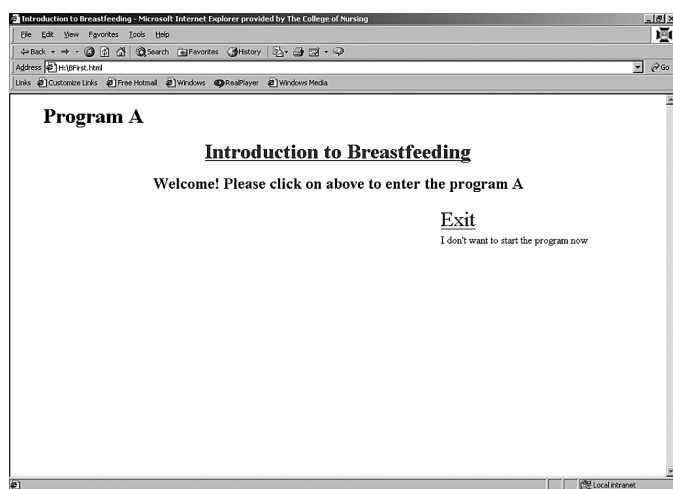 Introduction to Breastfeeding - Microsoft Internet Explorer provided by The College of Nursing
File Edit View Favorites Tools Help
Back Search Favorites History
Address H:\BFirst.html Go
Links Customize Links Free Hotmail Windows RealPlayer Windows Media
Program A
Introduction to Breastfeeding
Welcome! Please click on above to enter the program A
Exit
I don't want to start the program now
Local intranet